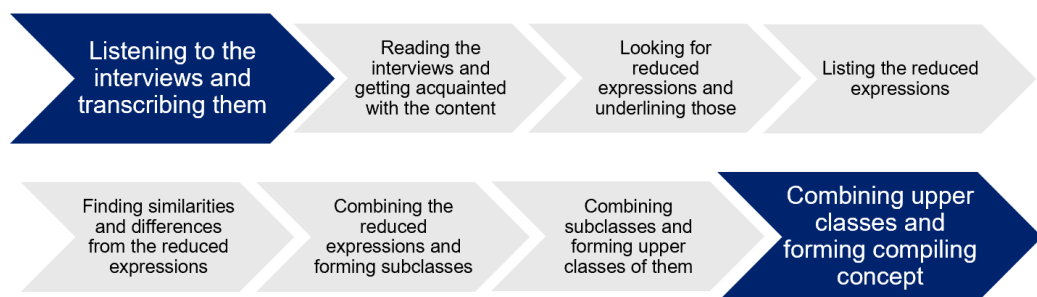 Listening to the
interviews and
transcribing them
Reading the
interviews and
getting acquainted
with the content
Looking for
reduced
expressions and
underlining those
Listing the reduced
expressions
Finding similarities
and differences
from the reduced
expressions
Combining the
reduced
expressions and
forming subclasses
Combining
subclasses and
forming upper
classes of them
Combining upper
classes and
forming compiling
concept